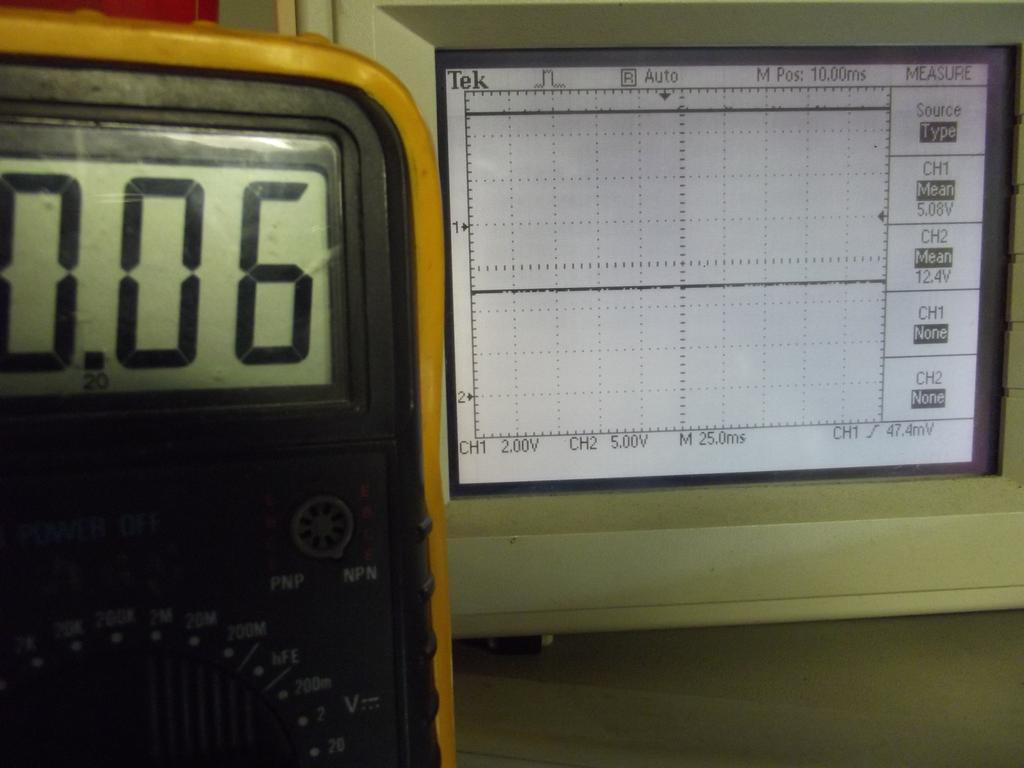 0.06
20
POWER OFF
PNP
NPN
2K 20K 200K 2M 20M 200M hFE 200m 2 20
V
Tek
R Auto
M Pos: 10.00ms
MEASURE
Source
Type
CH1
Mean
5.08V
CH2
Mean
12.4V
CH1
None
CH2
None
1
2
CH1 2.00V CH2 5.00V M 25.0ms CH1 47.4mV